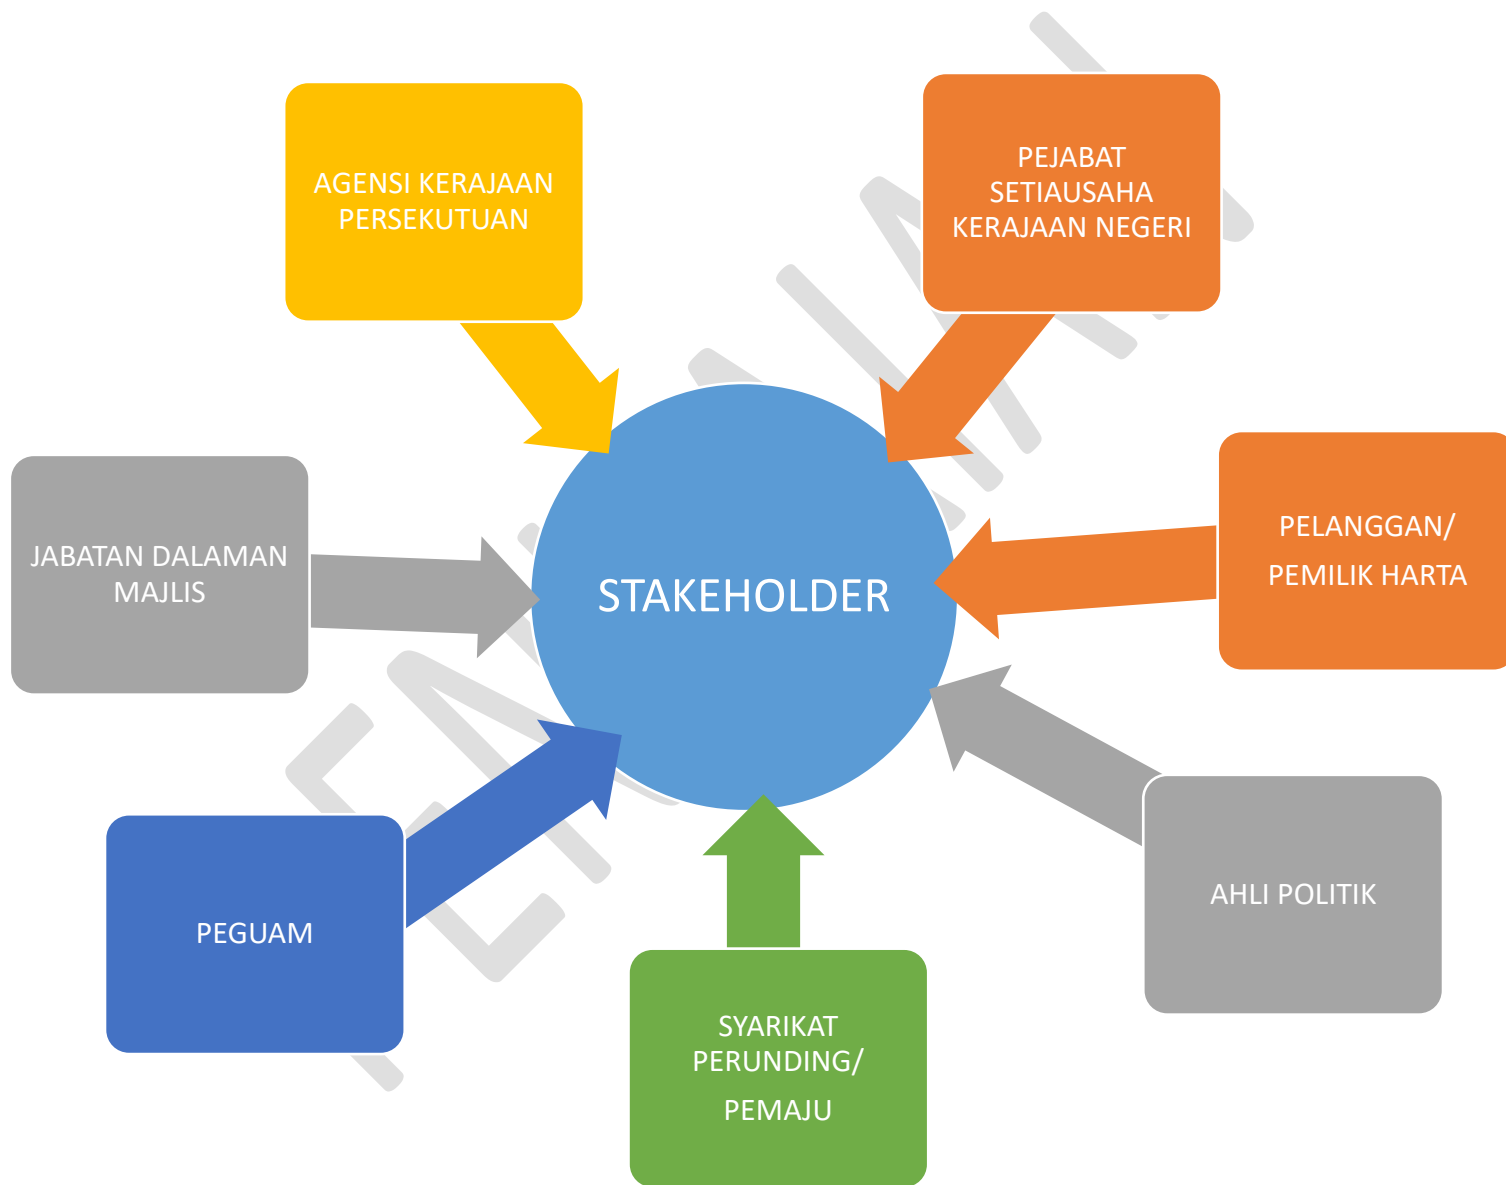 AGENSI KERAJAAN
PERSEKUTUAN
PEJABAT
SETIAUSAHA
KERAJAAN NEGERI
JABATAN DALAMAN
MAJLIS
STAKEHOLDER
PELANGGAN/
PEMILIK HARTA
PEGUAM
AHLI POLITIK
SYARIKAT
PERUNDING/
PEMAJU